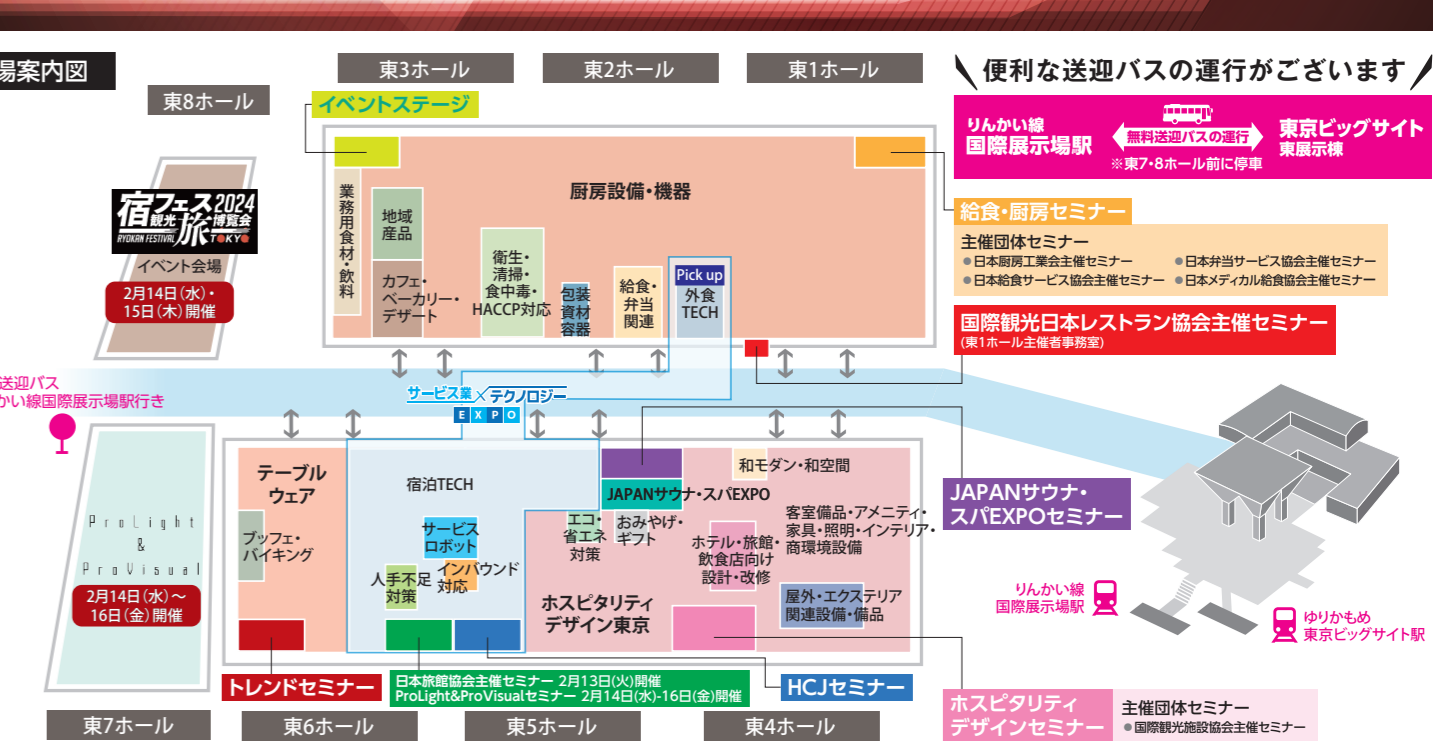 場案内図
東8ホール
東3ホール
東2ホール
東1ホール
イベントステージ
宿フェス2024
観光旅博覧会
RYOKAN FESTIVAL TOKYO
イベント会場
2月14日(水)・
15日(木)開催
業務用食材・飲料
地域
産品
カフェ・
ベーカリー・
デザート
厨房設備・機器
衛生・
清掃・
食中毒・
HACCP対応
包装
資材
容器
給食・
弁当
関連
Pick up
外食
TECH
\便利な送迎バスの運行がございます/
りんかい線
国際展示場駅
無料送迎バスの運行
東京ビッグサイト
東展示棟
※東7・8ホール前に停車
給食・厨房セミナー
主催団体セミナー
●日本厨房工業会主催セミナー
●日本弁当サービス協会主催セミナー
●日本給食サービス協会主催セミナー
●日本メディカル給食協会主催セミナー
国際観光日本レストラン協会主催セミナー
(東1ホール主催者事務室)
送迎バス
かい線国際展示場駅行き
サービス業×テクノロジー
EXPO
ProLight
&
ProVisual
2月14日(水)〜
16日(金)開催
テーブル
ウェア
ブッフェ・
バイキング
宿泊TECH
サービス
ロボット
人手不足
対策
インバウンド
対応
JAPANサウナ・スパEXPO
エコ・
省エネ
対策
おみやげ・
ギフト
和モダン・和空間
客室備品・アメニティ・
家具・照明・インテリア・
商環境設備
ホテル・旅館・
飲食店向け
設計・改修
ホスピタリティ
デザイン東京
屋外・エクステリア
関連設備・備品
JAPANサウナ・
スパEXPOセミナー
りんかい線
国際展示場駅
ゆりかもめ
東京ビッグサイト駅
トレンドセミナー
日本旅館協会主催セミナー 2月13日(火)開催
ProLight&ProVisualセミナー 2月14日(水)-16日(金)開催
HCJセミナー
ホスピタリティ
デザインセミナー
主催団体セミナー
●国際観光施設協会主催セミナー
東7ホール
東6ホール
東5ホール
東4ホール